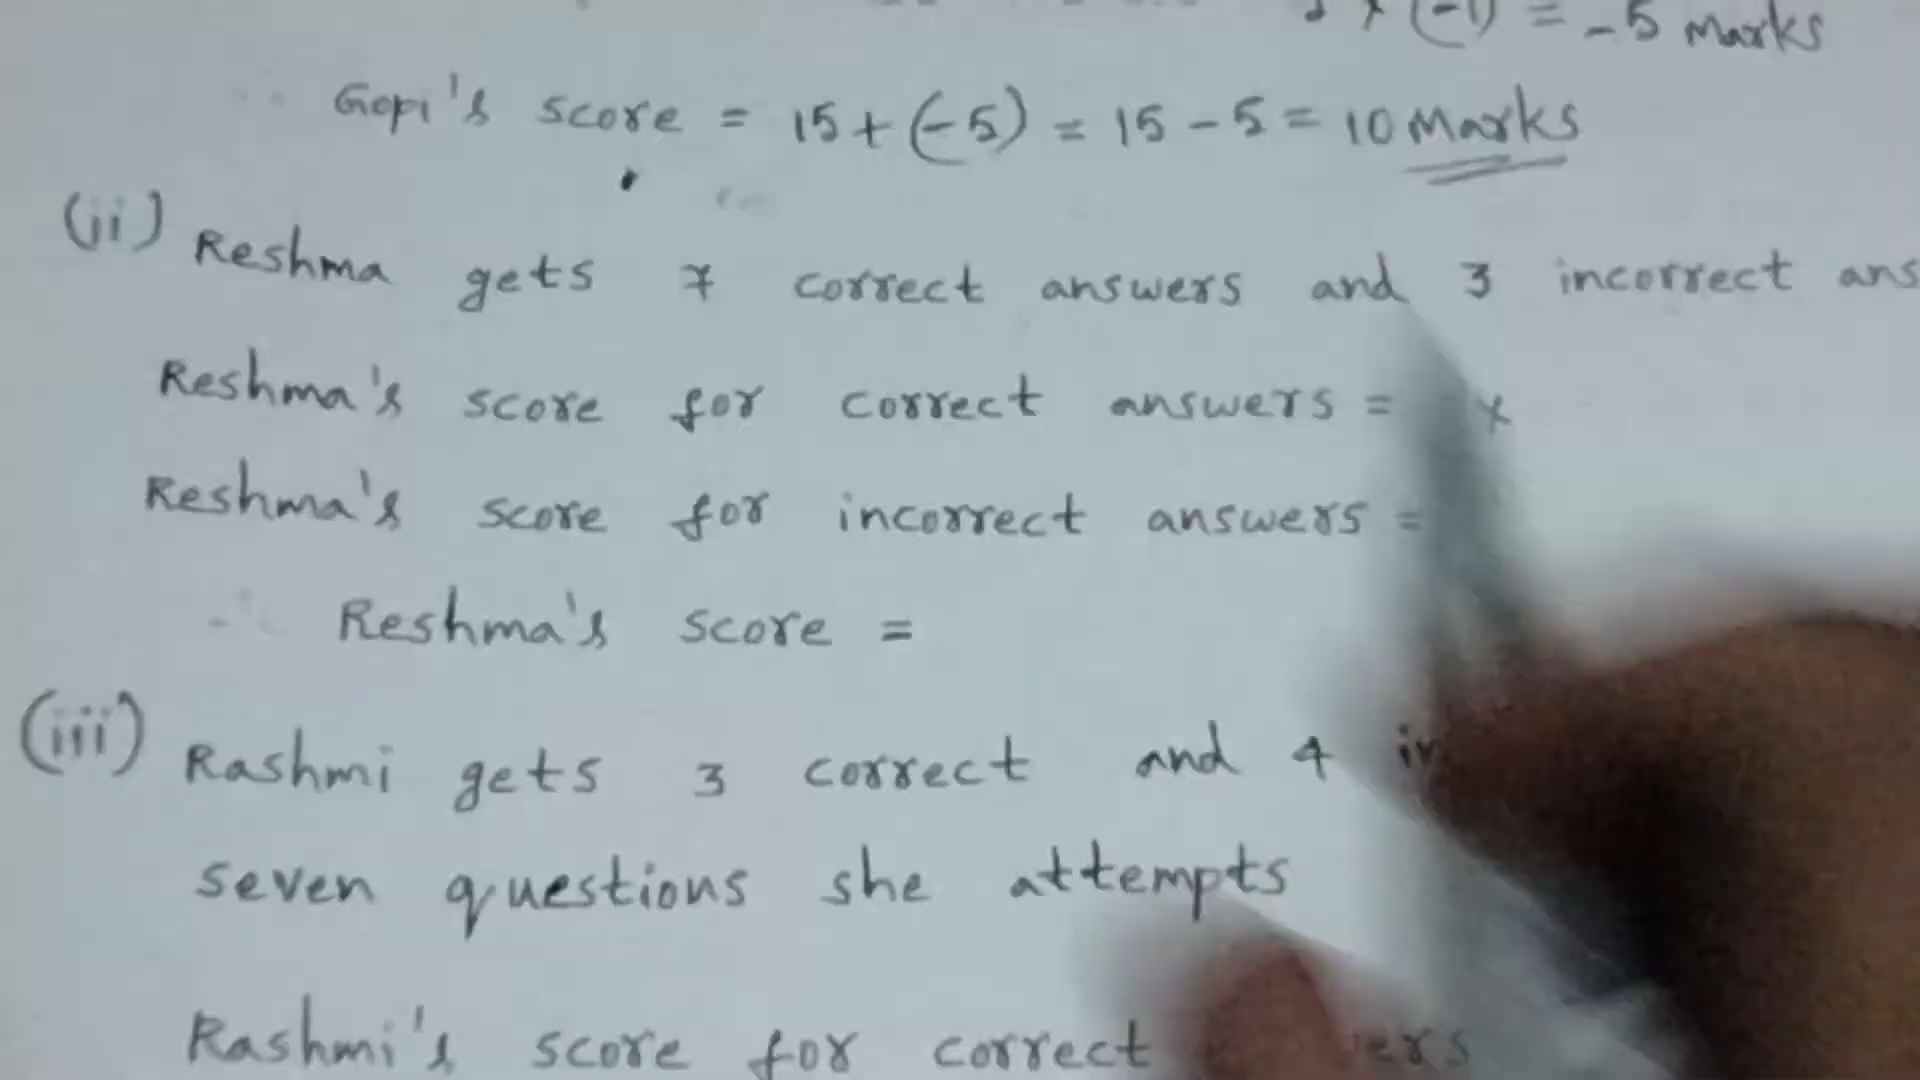 × (-1) = -5 Marks
Gopi's score = 15 + (-5) = 15 - 5 = 10 Marks
(ii) Reshma gets 7 correct answers and 3 incorrect ans
Reshma's score for correct answers = ×
Reshma's score for incorrect answers =
∴ Reshma's score =
(iii) Rashmi gets 3 correct and 4
seven questions she attempts
Rashmi's score for correct